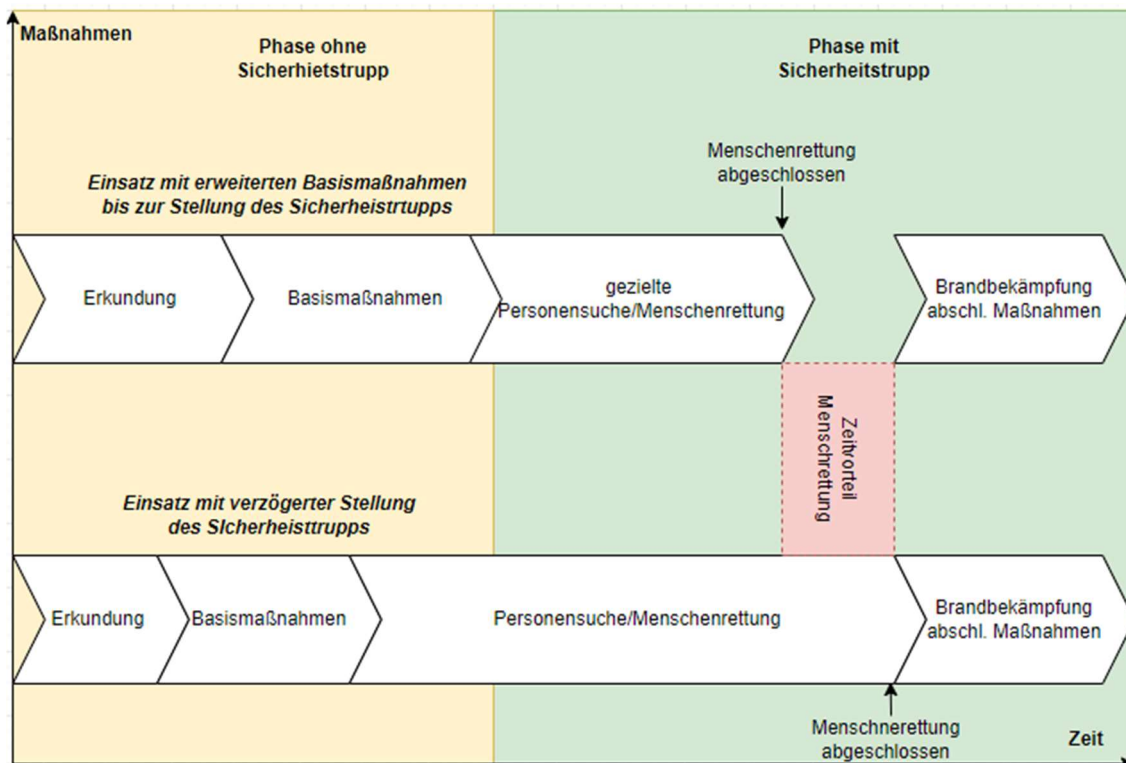 Maßnahmen
Phase ohne
Sicherhietstrupp
Phase mit
Sicherheitstrupp
Menschenrettung
abgeschlossen
Einsatz mit erweiterten Basismaßnahmen
bis zur Stellung des Sicherheistrtupps
Erkundung
Basismaßnahmen
gezielte
Personensuche/Menschenrettung
Brandbekämpfung
abschl. Maßnahmen
Zeitvorteil
Menschrettung
Einsatz mit verzögerter Stellung
des SIcherheisttrupps
Erkundung
Basismaßnahmen
Personensuche/Menschenrettung
Brandbekämpfung
abschl. Maßnahmen
Menschnerettung
abgeschlossen
Zeit